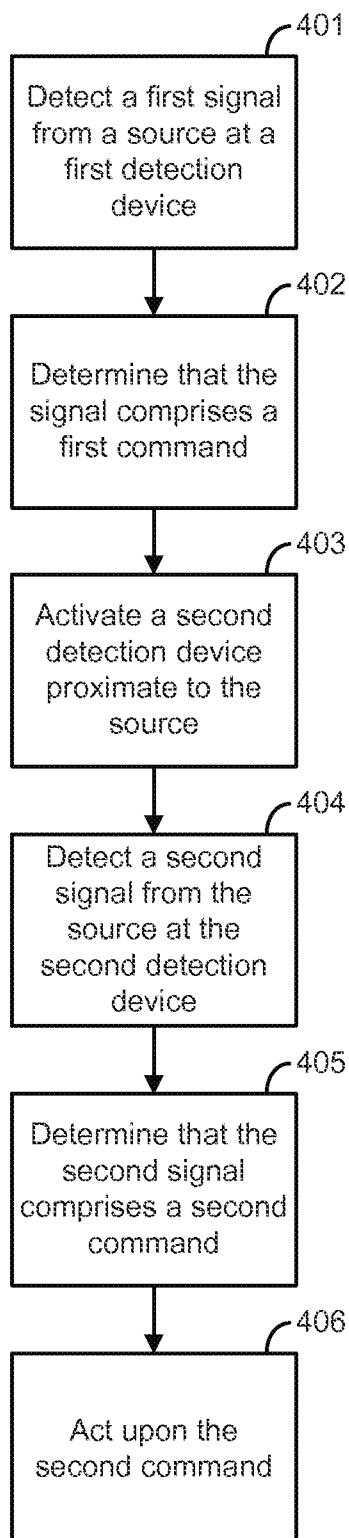 401
Detect a first signal
from a source at a
first detection
device
402
Determine that the
signal comprises a
first command
403
Activate a second
detection device
proximate to the
source
404
Detect a second
signal from the
source at the
second detection
device
405
Determine that the
second signal
comprises a second
command
406
Act upon the
second command